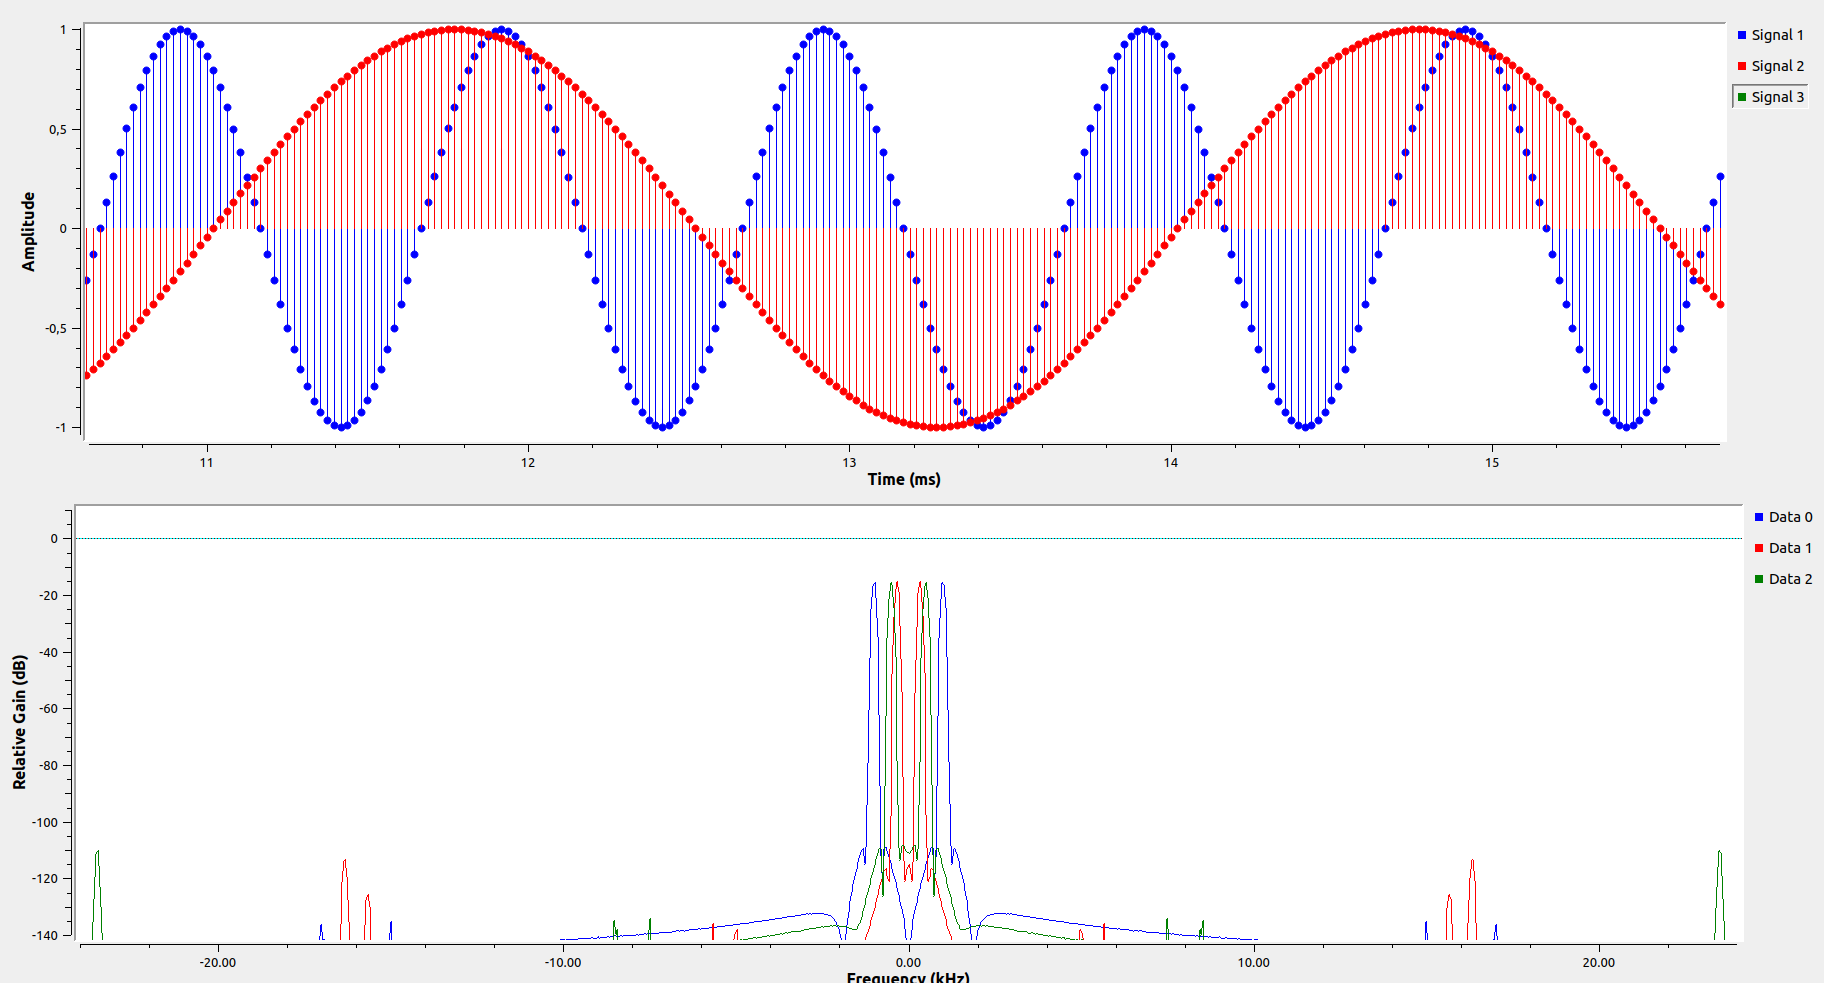 1
0,5
0
-0,5
-1
Amplitude
11 12 13 14 15
Time (ms)
Signal 1
Signal 2
Signal 3
0
-20
-40
-60
-80
-100
-120
-140
Relative Gain (dB)
-20.00 -10.00 0.00 10.00 20.00
Frequency (kHz)
Data 0
Data 1
Data 2